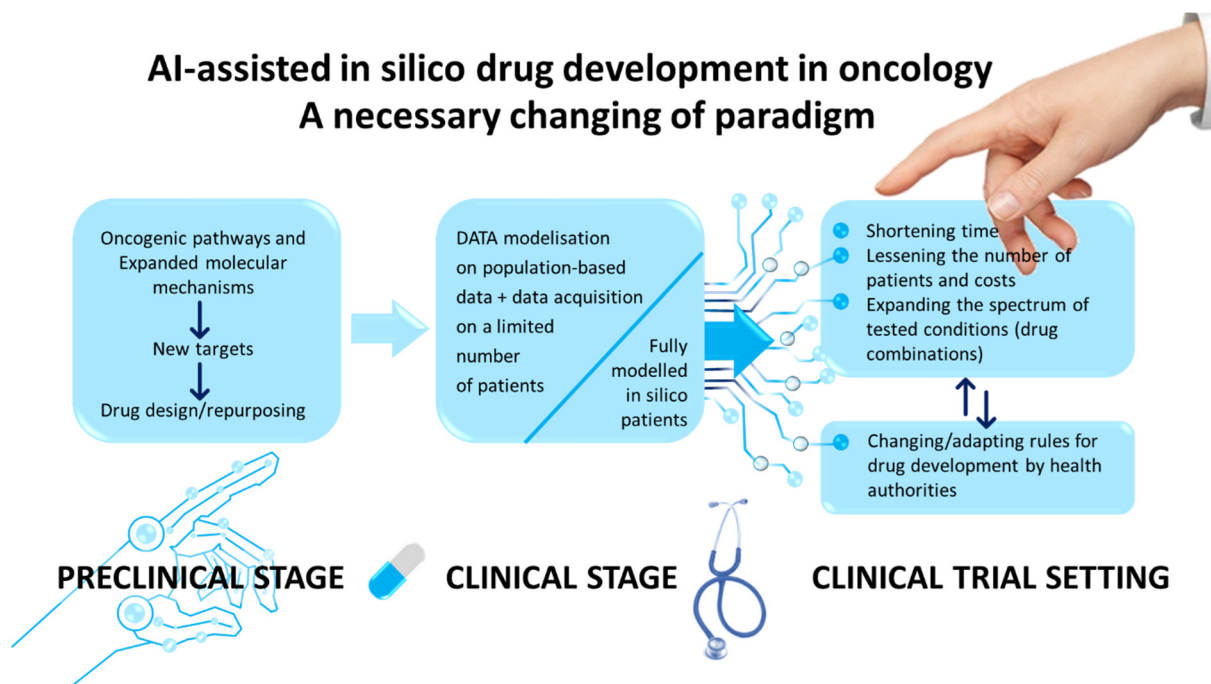 AI-assisted in silico drug development in oncology
A necessary changing of paradigm
Oncogenic pathways and
Expanded molecular
mechanisms
New targets
Drug design/repurposing
DATA modelisation
on population-based
data + data acquisition
on a limited
number
of patients
Fully
modelled
in silico
patients
Shortening time
Lessening the number of
patients and costs
Expanding the spectrum of
tested conditions (drug
combinations)
Changing/adapting rules for
drug development by health
authorities
PRECLINICAL STAGE
CLINICAL STAGE
CLINICAL TRIAL SETTING